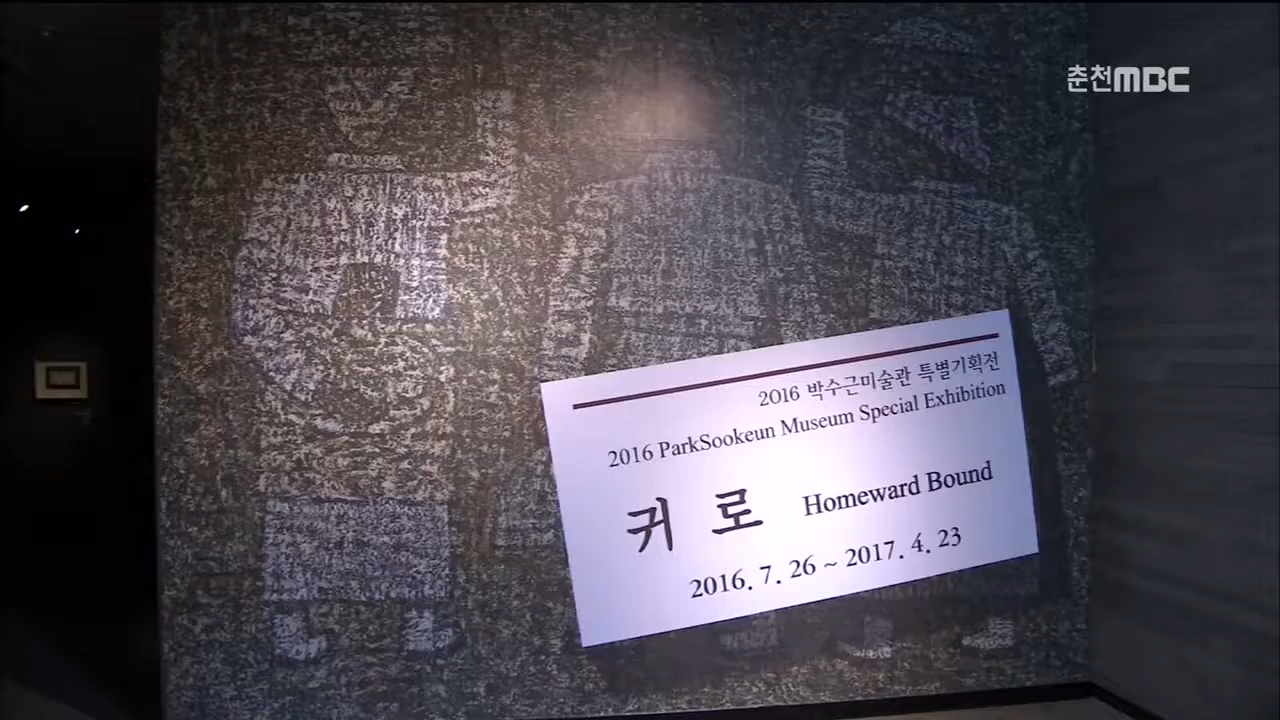 춘천MBC
2016 박수근미술관 특별기획전
2016 ParkSookeun Museum Special Exhibition
귀 로 Homeward Bound
2016. 7. 26 ~ 2017. 4. 23